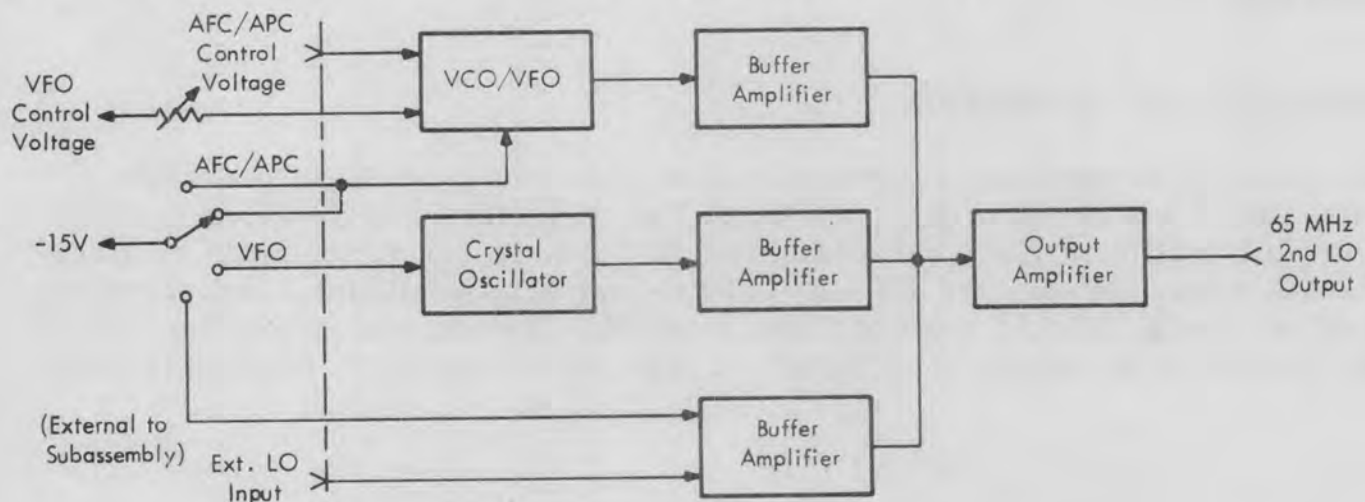 AFC/APC
Control
Voltage
VFO
Control
Voltage
VCO/VFO
Buffer
Amplifier
AFC/APC
-15V
VFO
Crystal
Oscillator
Buffer
Amplifier
Output
Amplifier
65 MHz
2nd LO
Output
(External to
Subassembly)
Ext. LO
Input
Buffer
Amplifier